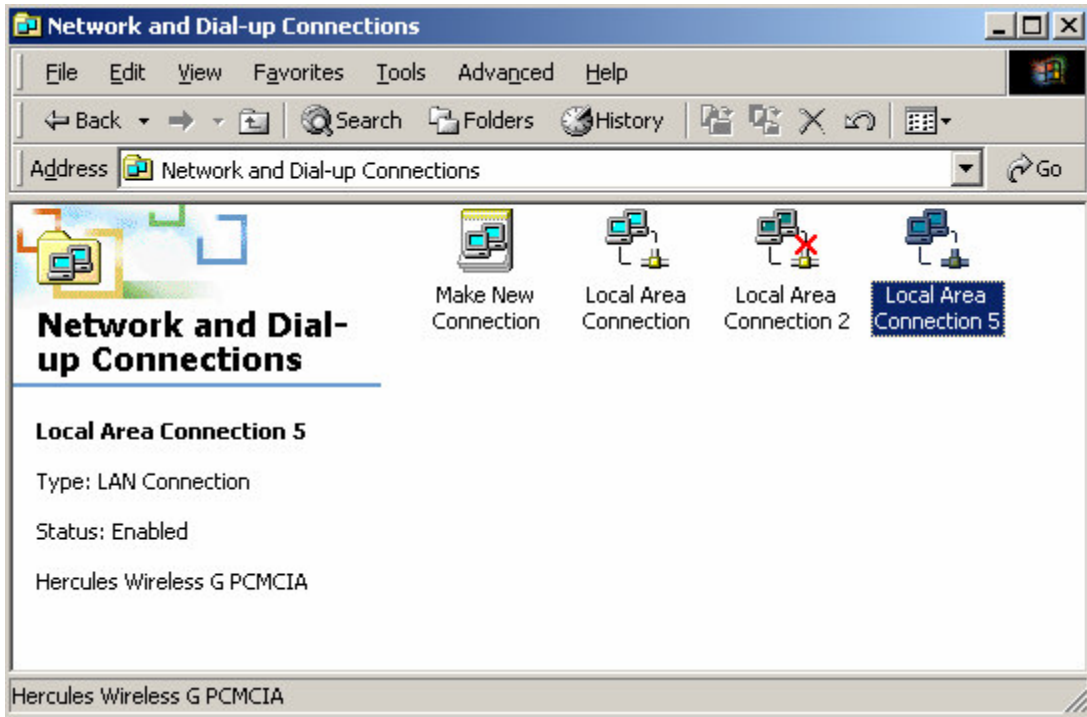 Network and Dial-up Connections
File Edit View Favorites Tools Advanced Help
Back Search Folders History
Address Network and Dial-up Connections Go
Make New
Connection
Local Area
Connection
Local Area
Connection 2
Local Area
Connection 5
Network and Dial-
up Connections
Local Area Connection 5
Type: LAN Connection
Status: Enabled
Hercules Wireless G PCMCIA
Hercules Wireless G PCMCIA